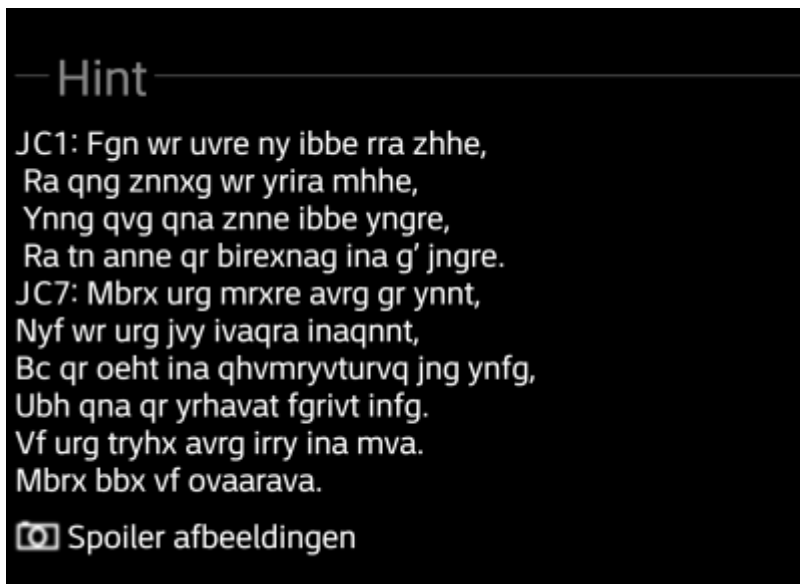 Hint
JC1: Fgn wr uvre ny ibbe rra zhhe,
Ra qng znnxg wr yrira mhhe,
Ynng qvg qna znne ibbe yngre,
Ra tn anne qr birexnag ina g’ jngre.
JC7: Mbrx urg mrxre avrg gr ynnt,
Nyf wr urg jvy ivaqra inaqnnt,
Bc qr oeht ina qhvmryvturvq jng ynfg,
Ubh qna qr yrhavat fgrivt infg.
Vf urg tryhx avrg irry ina mva.
Mbrx bbx vf ovaarava.
Spoiler afbeeldingen